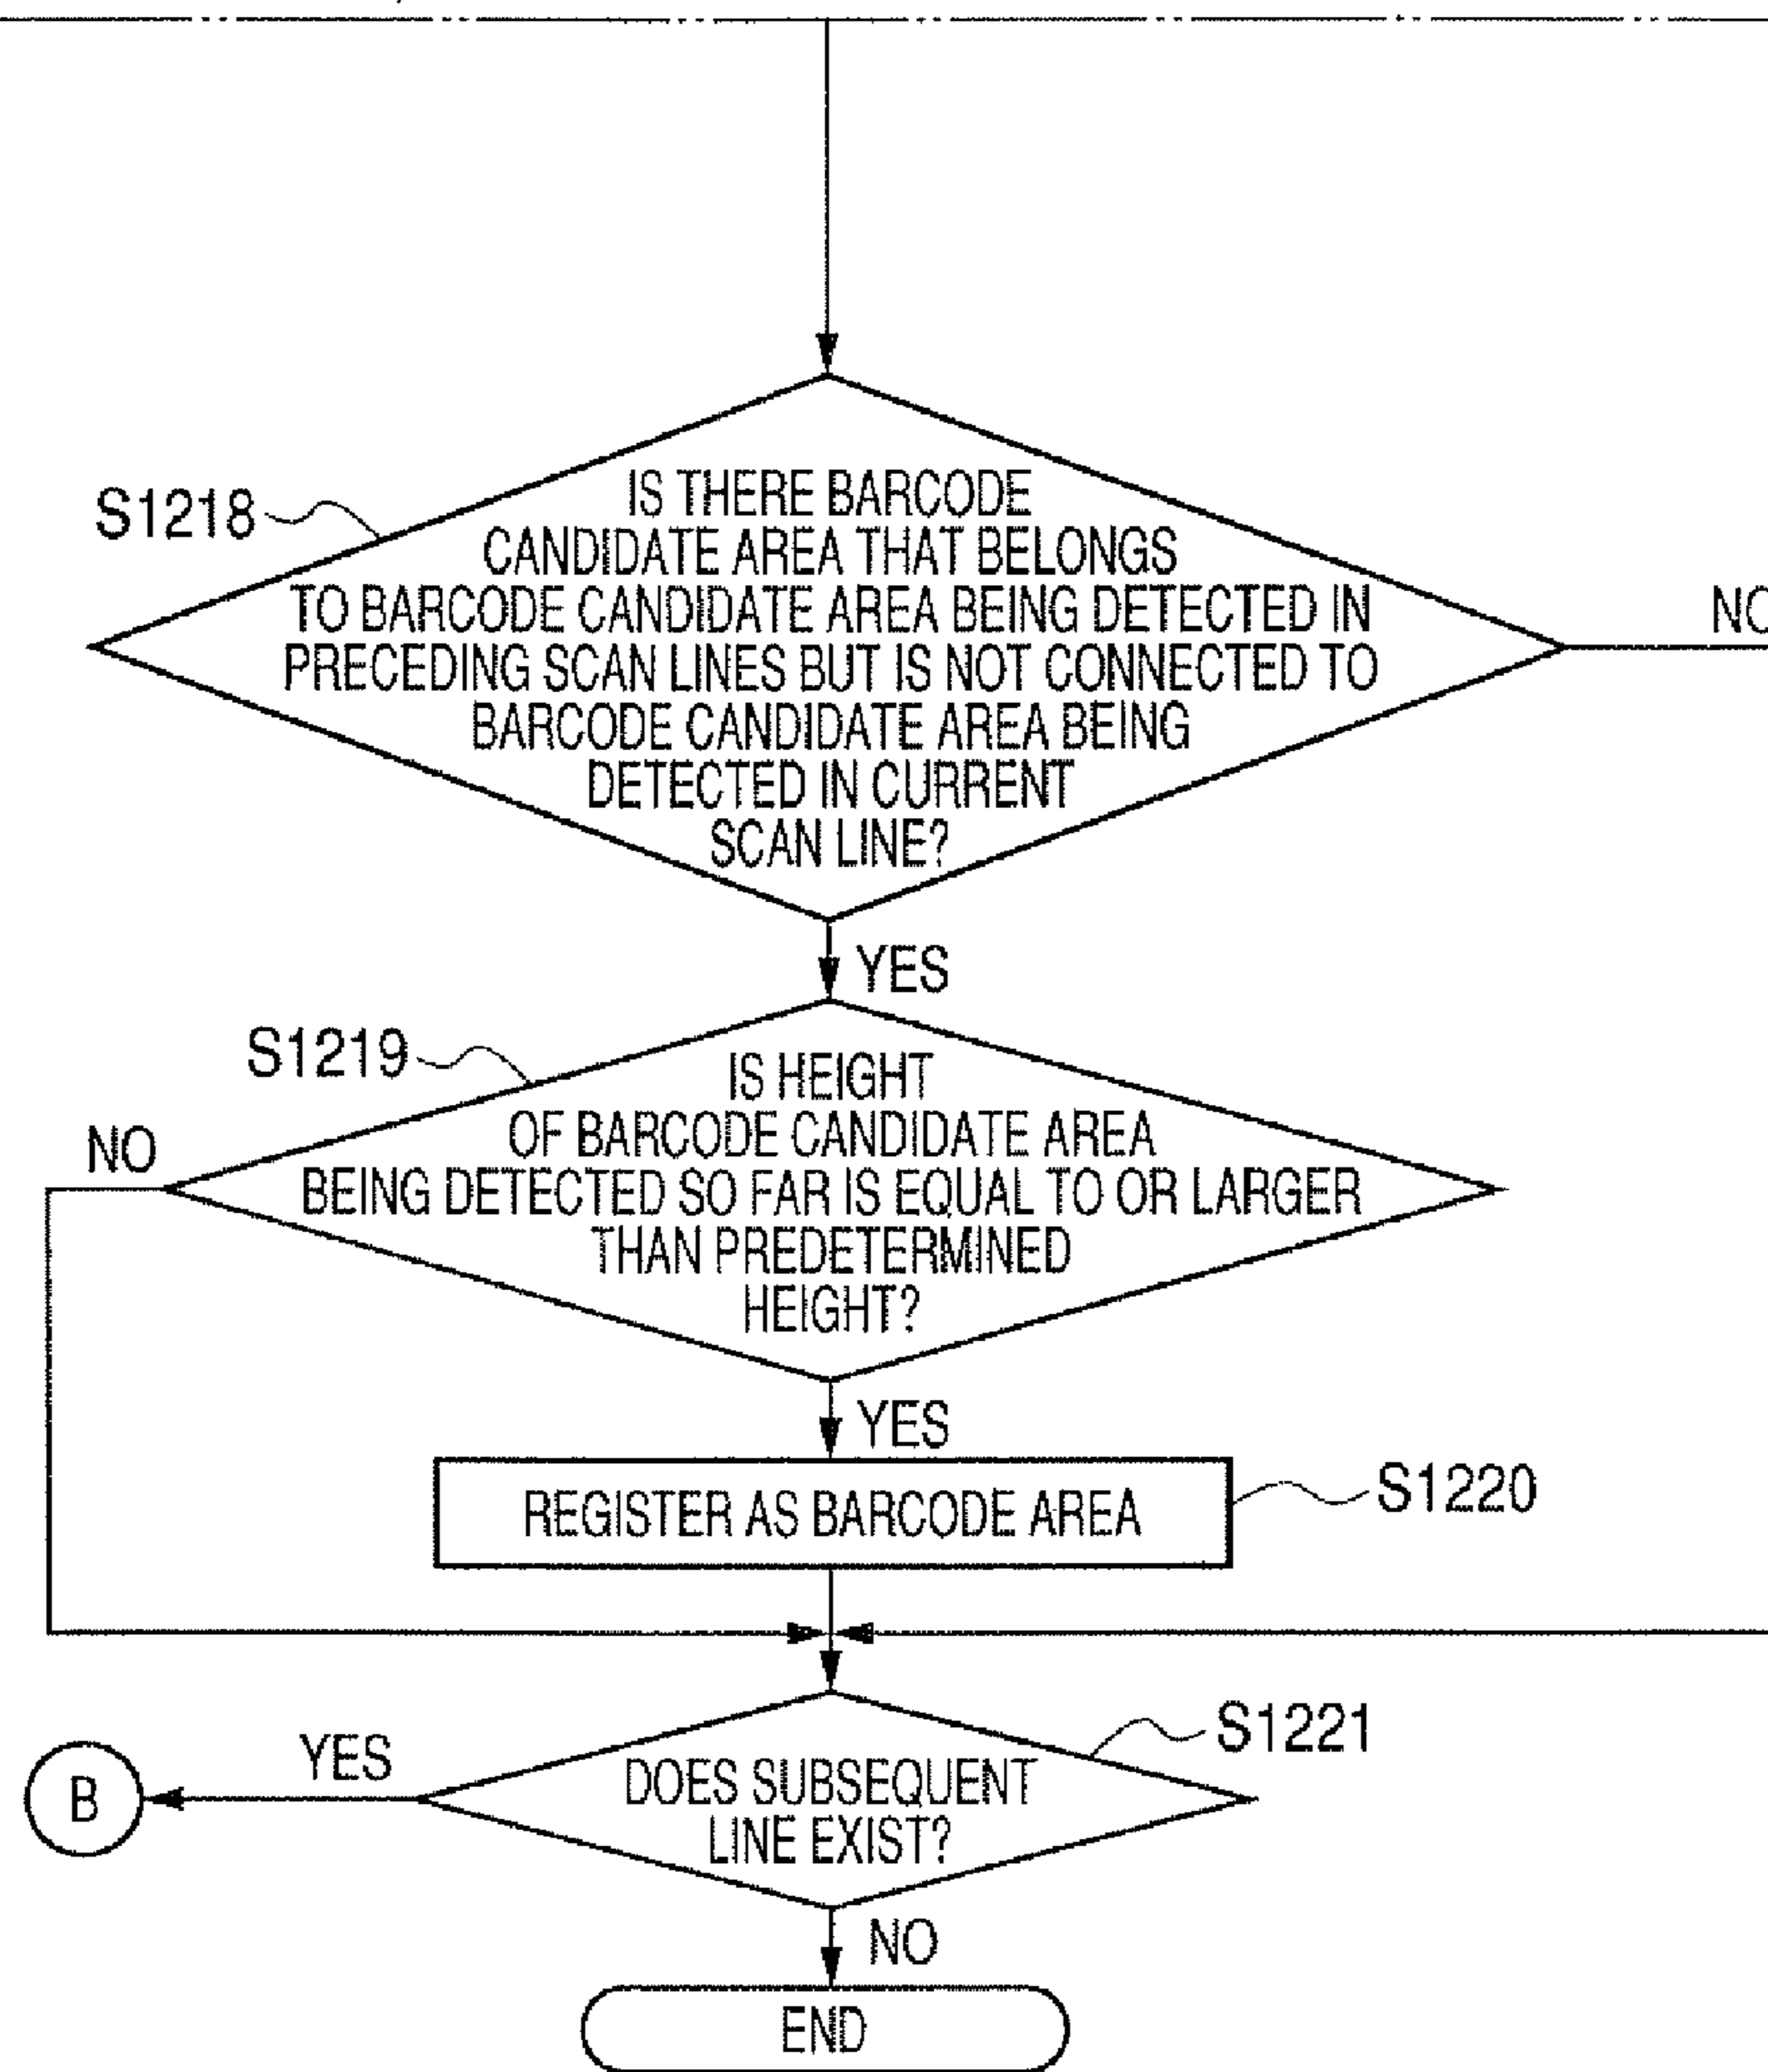 S1218
IS THERE BARCODE
CANDIDATE AREA THAT BELONGS
TO BARCODE CANDIDATE AREA BEING DETECTED IN
PRECEDING SCAN LINES BUT IS NOT CONNECTED TO
BARCODE CANDIDATE AREA BEING
DETECTED IN CURRENT
SCAN LINE?
NO
YES
S1219
IS HEIGHT
OF BARCODE CANDIDATE AREA
BEING DETECTED SO FAR IS EQUAL TO OR LARGER
THAN PREDETERMINED
HEIGHT?
NO
YES
REGISTER AS BARCODE AREA
S1220
S1221
DOES SUBSEQUENT
LINE EXIST?
YES
B
NO
END